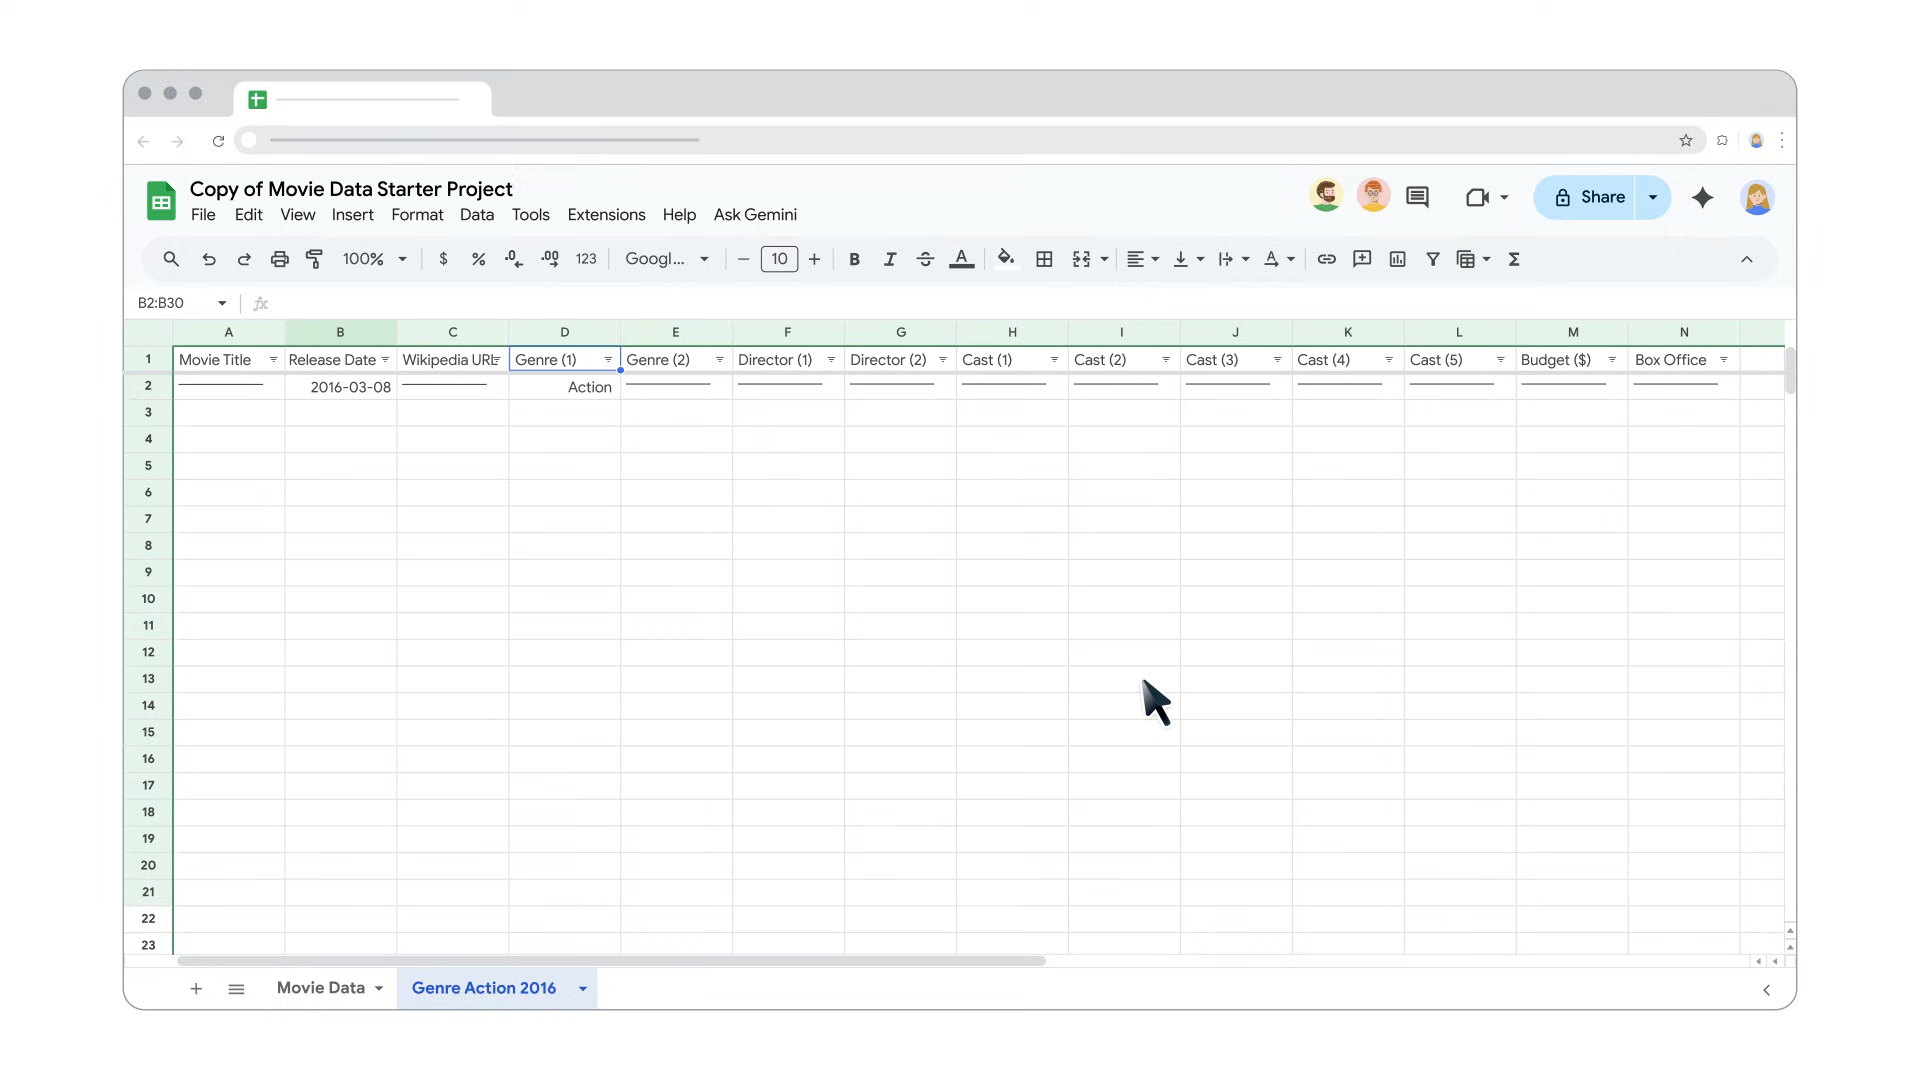 Copy of Movie Data Starter Project
File Edit View Insert Format Data Tools Extensions Help Ask Gemini
Share
100% $ % .0 .00 123 Googl... 10 B I A
B2:B30 fx
A B C D E F G H I J K L M N
1 Movie Title Release Date Wikipedia URL Genre (1) Genre (2) Director (1) Director (2) Cast (1) Cast (2) Cast (3) Cast (4) Cast (5) Budget ($) Box Office
2 2016-03-08 Action
3
4
5
6
7
8
9
10
11
12
13
14
15
16
17
18
19
20
21
22
23
Movie Data Genre Action 2016